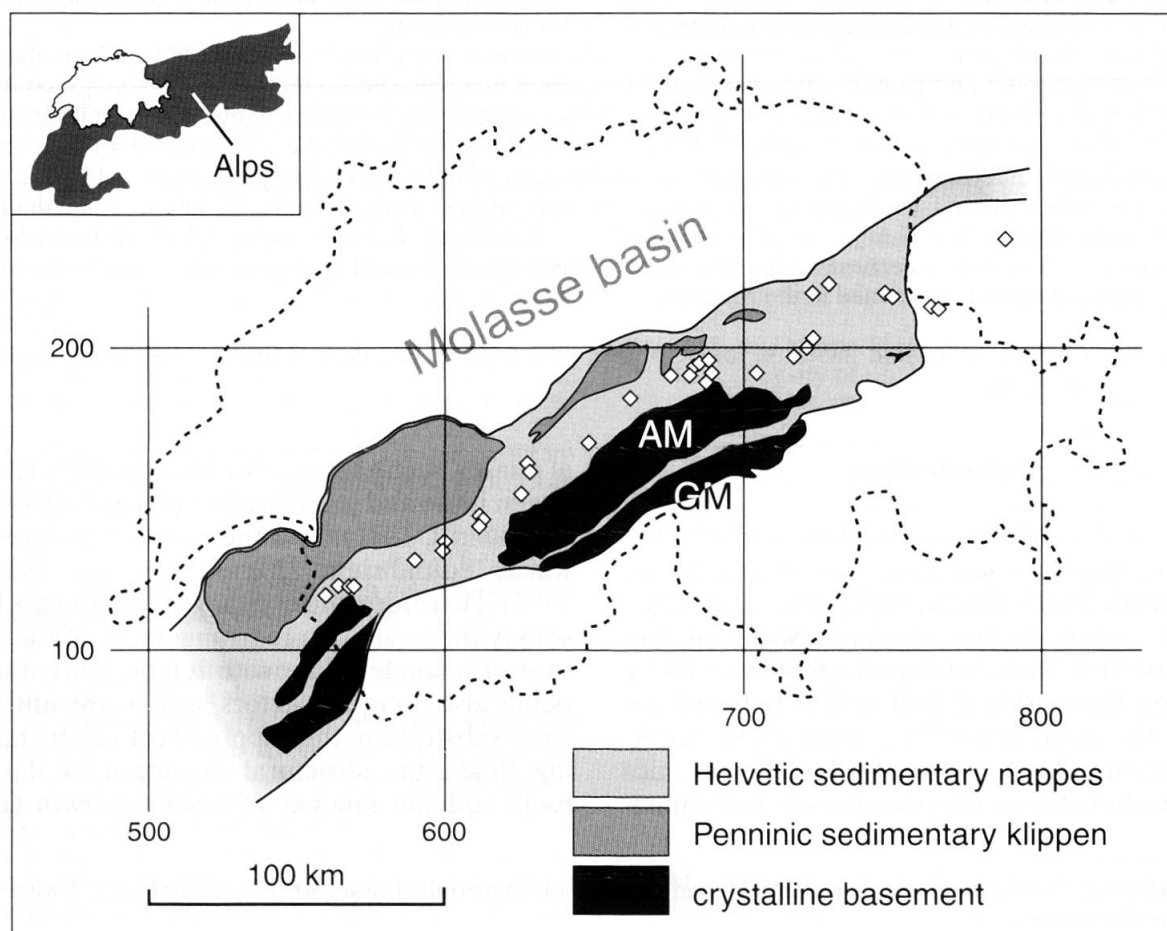 Alps
Molasse basin
200
AM
GM
100
500
600
700
800
100 km
Helvetic sedimentary nappes
Penninic sedimentary klippen
crystalline basement